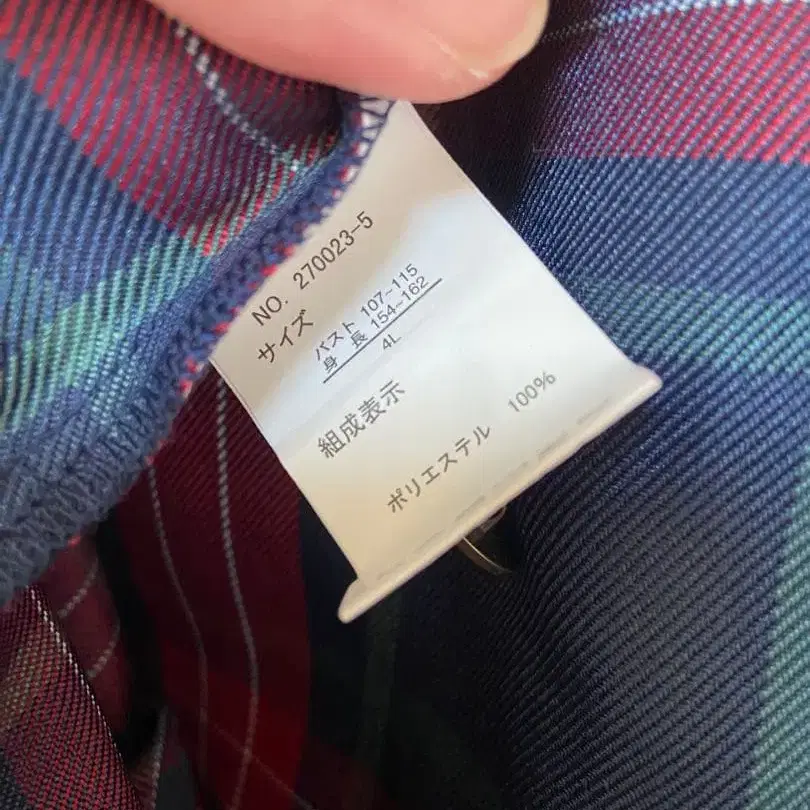 NO. 270023-5
サイズ
バスト 107~115
身 長 154~162
4L
組成表示
ポリエステル 100%